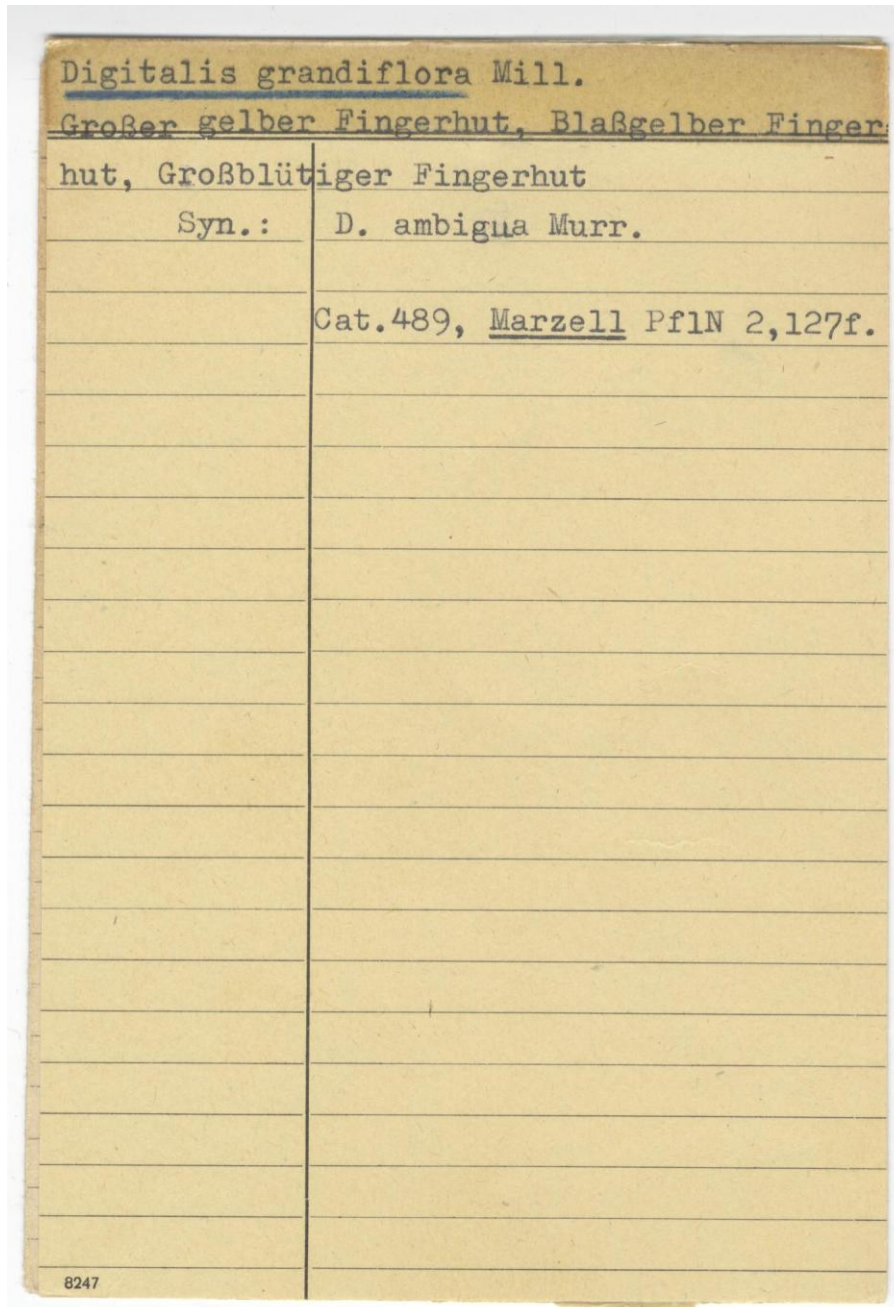 Digitalis grandiflora Mill.
Großer gelber Fingerhut, Blaßgelber Finger-
hut, Großblütiger Fingerhut
Syn.: D. ambigua Murr.
Cat.489, Marzell PflN 2,127f.
8247